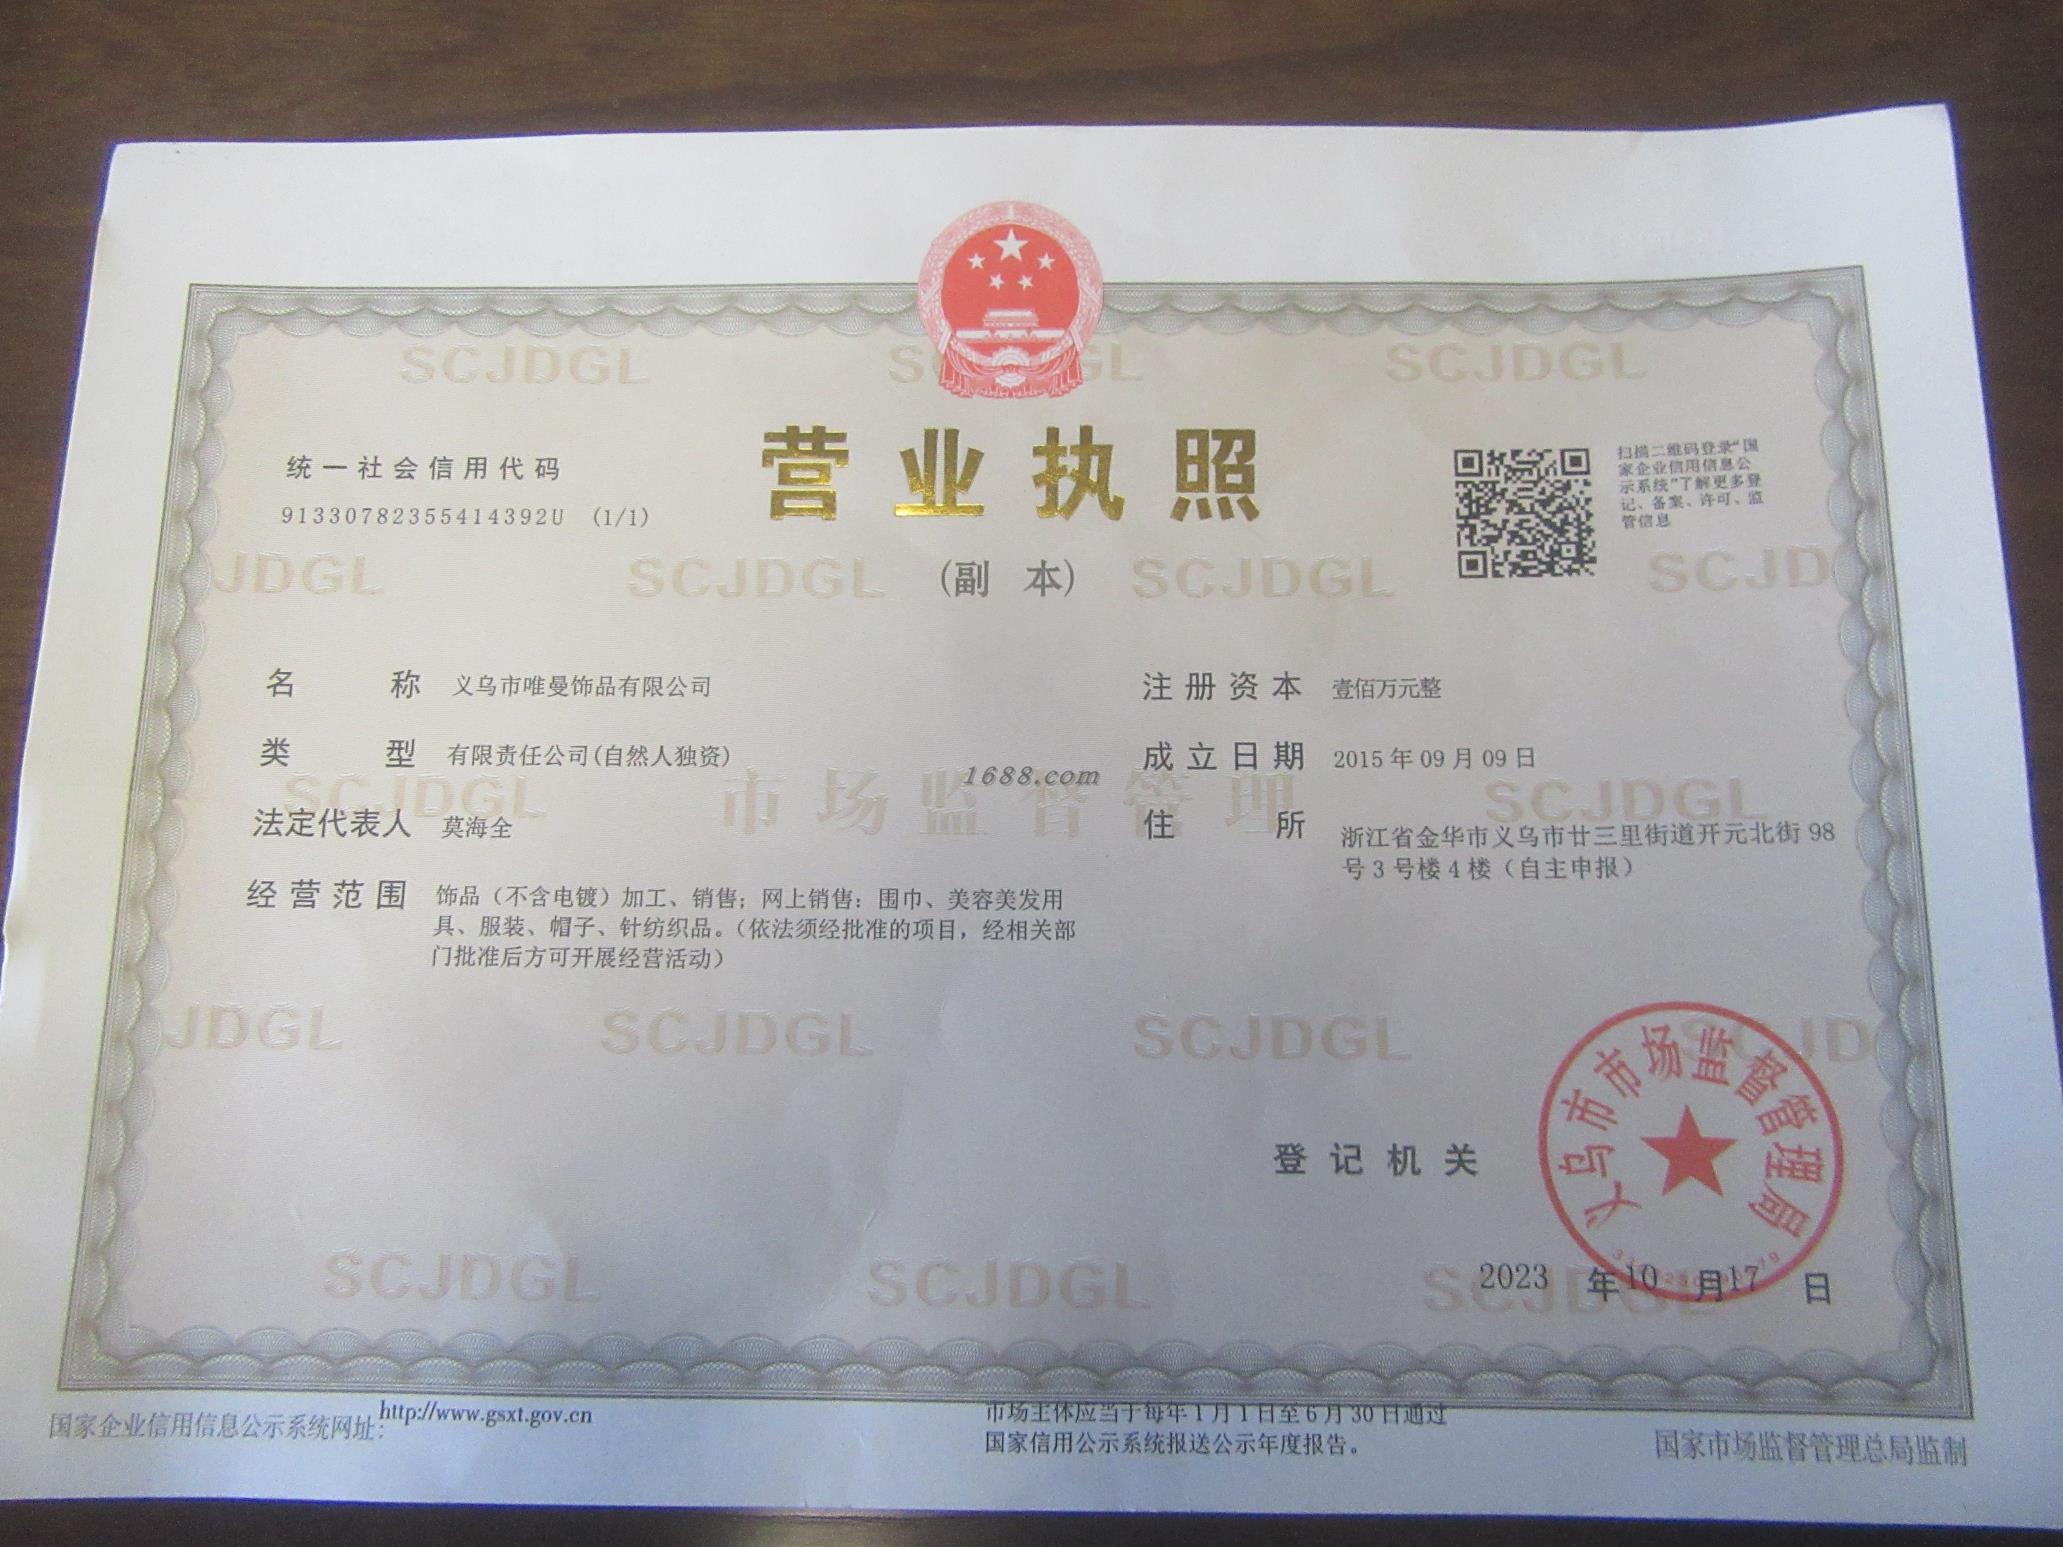 统一社会信用代码
91330782355414392U (1/1)
营业执照
(副 本)
扫描二维码登录“国
家企业信用信息公
示系统”了解更多登
记、备案、许可、监
管信息
名称 义乌市唯曼饰品有限公司
类型 有限责任公司(自然人独资)
法定代表人 莫海全
经营范围 饰品（不含电镀）加工、销售；网上销售：围巾、美容美发用
具、服装、帽子、针纺织品。（依法须经批准的项目，经相关部
门批准后方可开展经营活动）
注册资本 壹佰万元整
成立日期 2015年09月09日
住所 浙江省金华市义乌市廿三里街道开元北街98
号3号楼4楼（自主申报）
1688.com
SCJDGL
市场监督管理
登记机关
义乌市市场监督管理局
2023 年10 月17 日
国家企业信用信息公示系统网址：http://www.gsxt.gov.cn
市场主体应当于每年1月1日至6月30日通过
国家信用公示系统报送公示年度报告。
国家市场监督管理总局监制